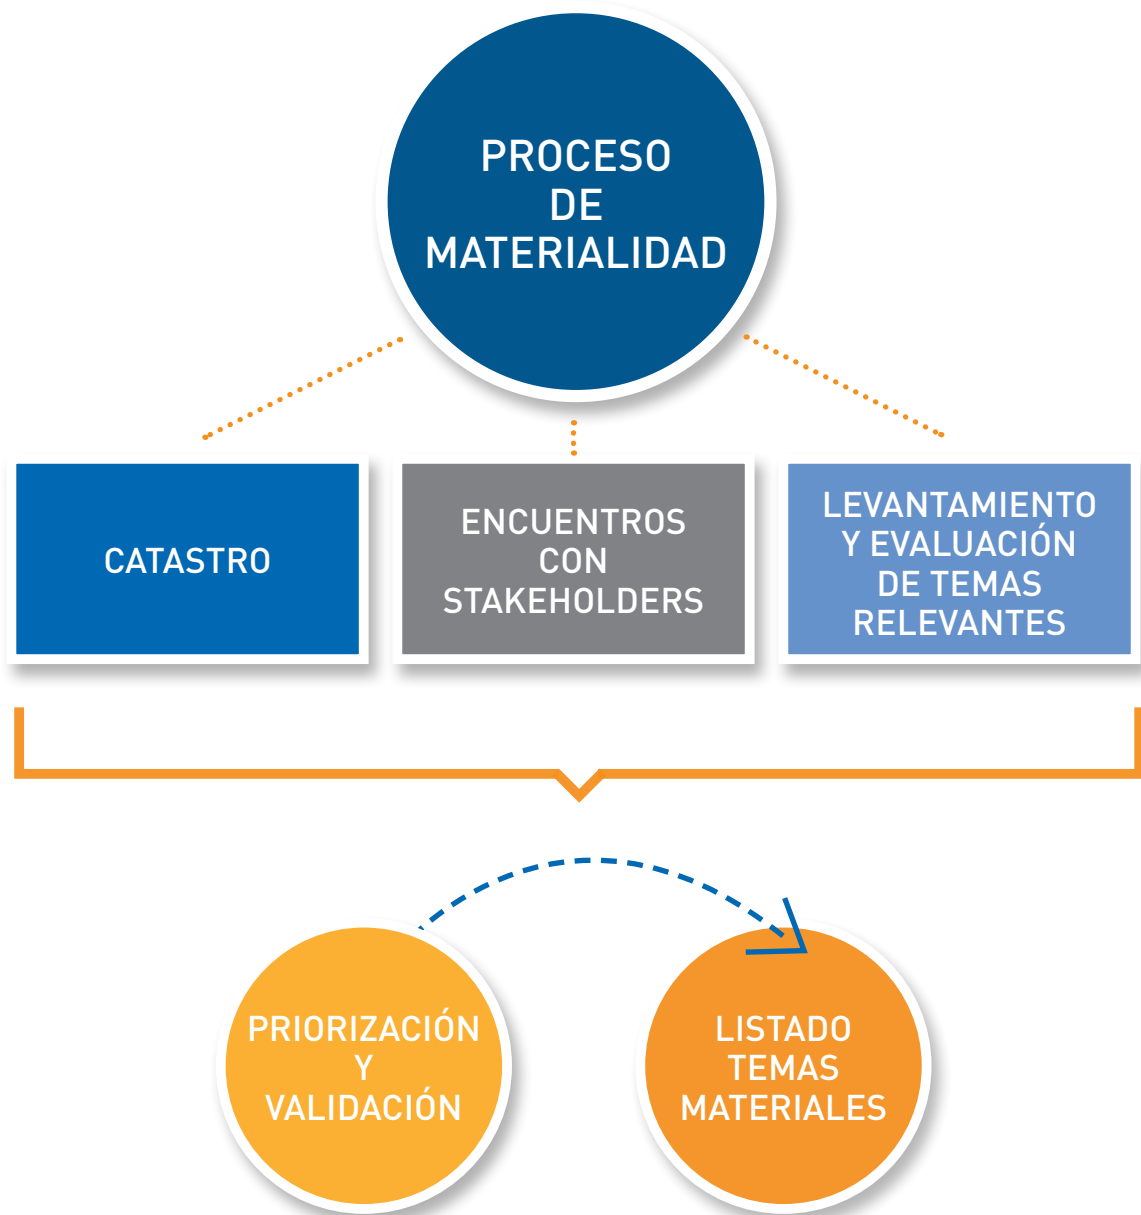 PROCESO
DE
MATERIALIDAD
CATASTRO
ENCUENTROS
CON
STAKEHOLDERS
LEVANTAMIENTO
Y EVALUACIÓN
DE TEMAS
RELEVANTES
PRIORIZACIÓN
Y
VALIDACIÓN
LISTADO
TEMAS
MATERIALES